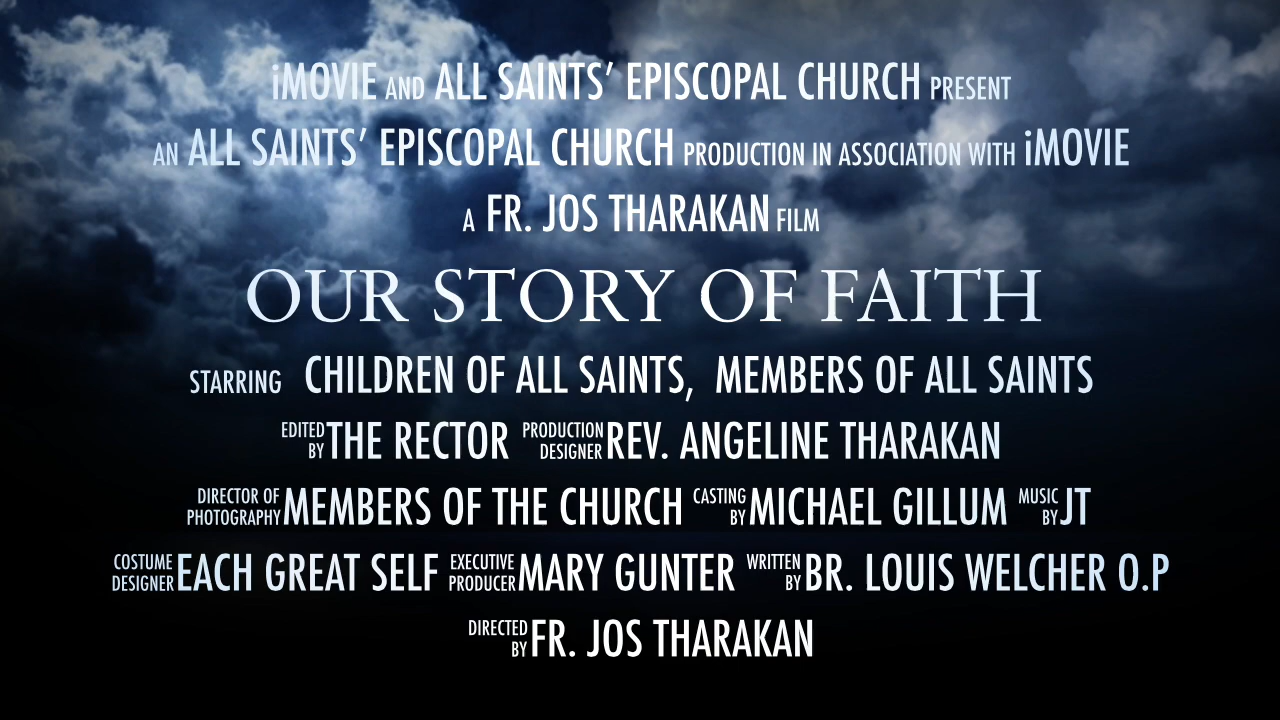 iMOVIE AND ALL SAINTS’ EPISCOPAL CHURCH PRESENT
AN ALL SAINTS’ EPISCOPAL CHURCH PRODUCTION IN ASSOCIATION WITH iMOVIE
A FR. JOS THARAKAN FILM
OUR STORY OF FAITH
STARRING CHILDREN OF ALL SAINTS, MEMBERS OF ALL SAINTS
EDITED BY THE RECTOR PRODUCTION DESIGNER REV. ANGELINE THARAKAN
DIRECTOR OF PHOTOGRAPHY MEMBERS OF THE CHURCH CASTING BY MICHAEL GILLUM MUSIC BY JT
COSTUME DESIGNER EACH GREAT SELF EXECUTIVE PRODUCER MARY GUNTER WRITTEN BY BR. LOUIS WELCHER O.P
DIRECTED BY FR. JOS THARAKAN